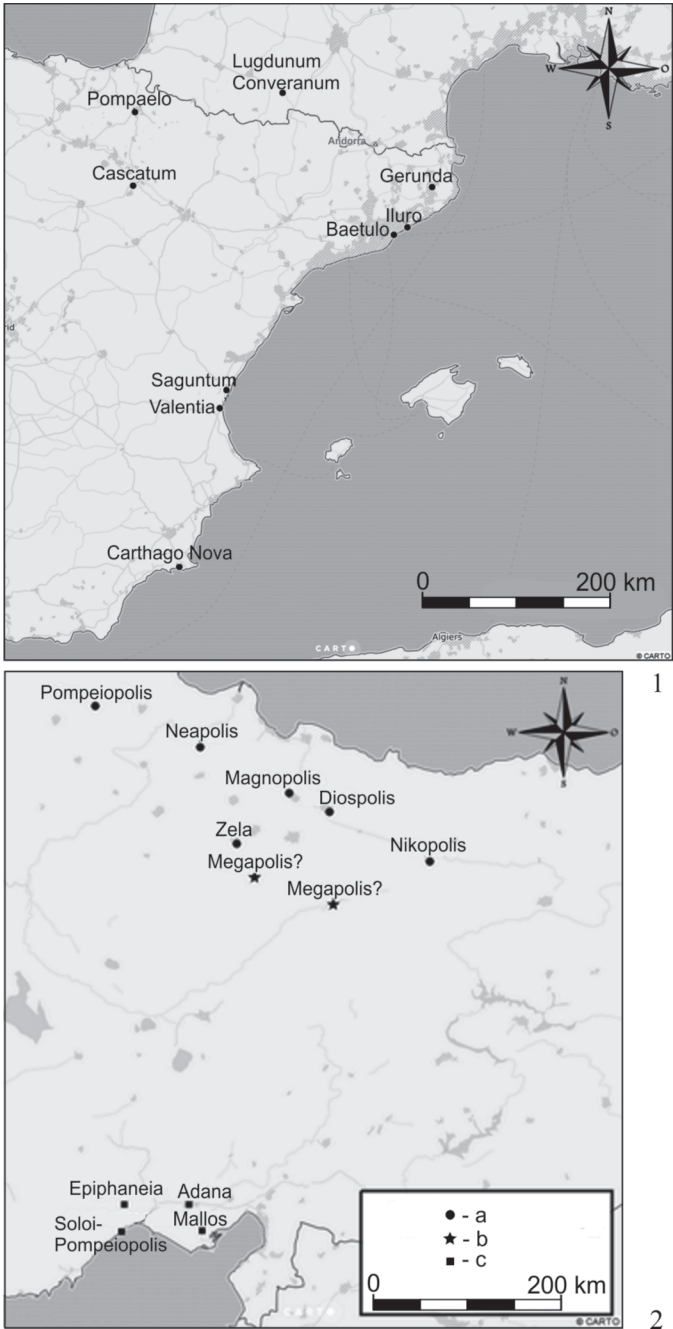 N
W
O
S
Lugdunum
Converanum
Pompaelo
Andorra
Cascatum
Gerunda
Iluro
Baetulo
id
Saguntum
Valentia
Carthago Nova
0 200 km
Algiers
CARTO
© CARTO
1
Pompeiopolis
N
W
O
S
Neapolis
Magnopolis
Diospolis
Zela
Nikopolis
Megapolis?
Megapolis?
Epiphaneia
Adana
Mallos
Soloi-
Pompeiopolis
- a
- b
- c
0 200 km
CARTO
© CARTO
2